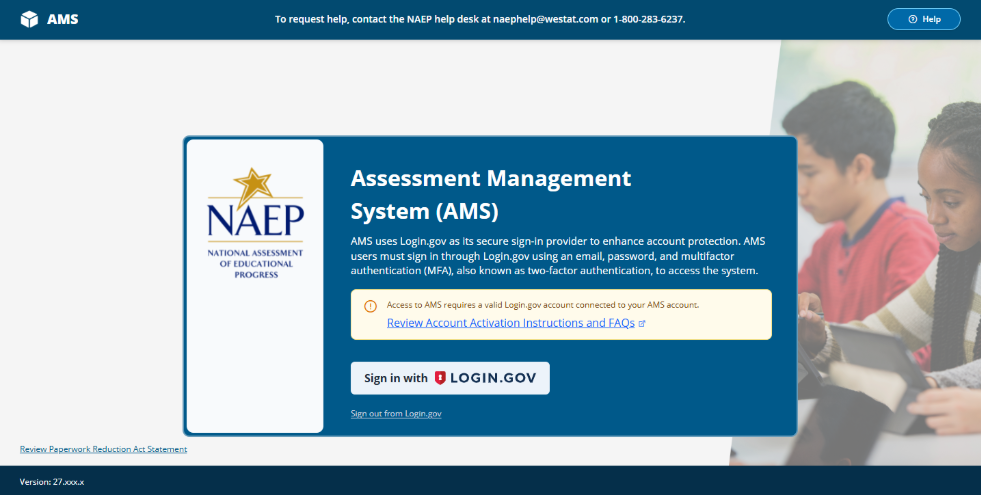 AMS
To request help, contact the NAEP help desk at naephelp@westat.com or 1-800-283-6237.
Help
NAEP
NATIONAL ASSESSMENT
OF EDUCATIONAL
PROGRESS
Assessment Management
System (AMS)
AMS uses Login.gov as its secure sign-in provider to enhance account protection. AMS
users must sign in through Login.gov using an email, password, and multifactor
authentication (MFA), also known as two-factor authentication, to access the system.
Access to AMS requires a valid Login.gov account connected to your AMS account.
Review Account Activation Instructions and FAQs
Sign in with LOGIN.GOV
Sign out from Login.gov
Review Paperwork Reduction Act Statement
Version: 27.xxx.x